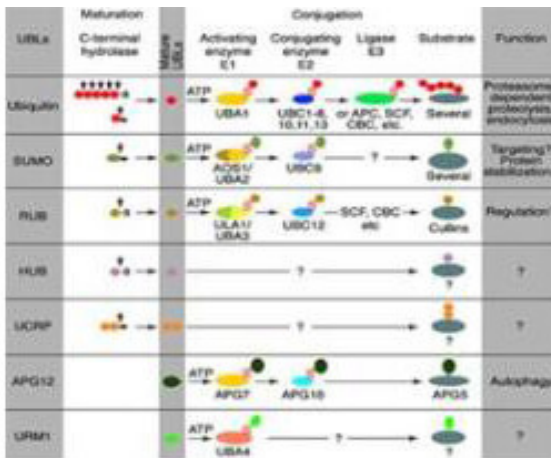 UBLs
Maturation
C-terminal
hydrolase
Mature
UBLs
Conjugation
Activating
enzyme
E1
Conjugating
enzyme
E2
Ligase
E3
Substrate
Function
Ubiquitin
ATP
UBA1
UBC1-8,
10,11,13
or APC, SCF,
CBC, etc.
Several
Proteasome
dependent
proteolysis
endocytosis
SUMO
ATP
AOS1/
UBA2
UBC9
?
Several
Targeting?
Protein
stabilization
RUB
ATP
ULA1/
UBA3
UBC12
SCF, CBC
etc
Cullins
Regulation
HUB
?
?
?
UCRP
?
?
?
APG12
ATP
APG7
APG10
APG5
Autophagy
URM1
ATP
UBA4
?
?
?